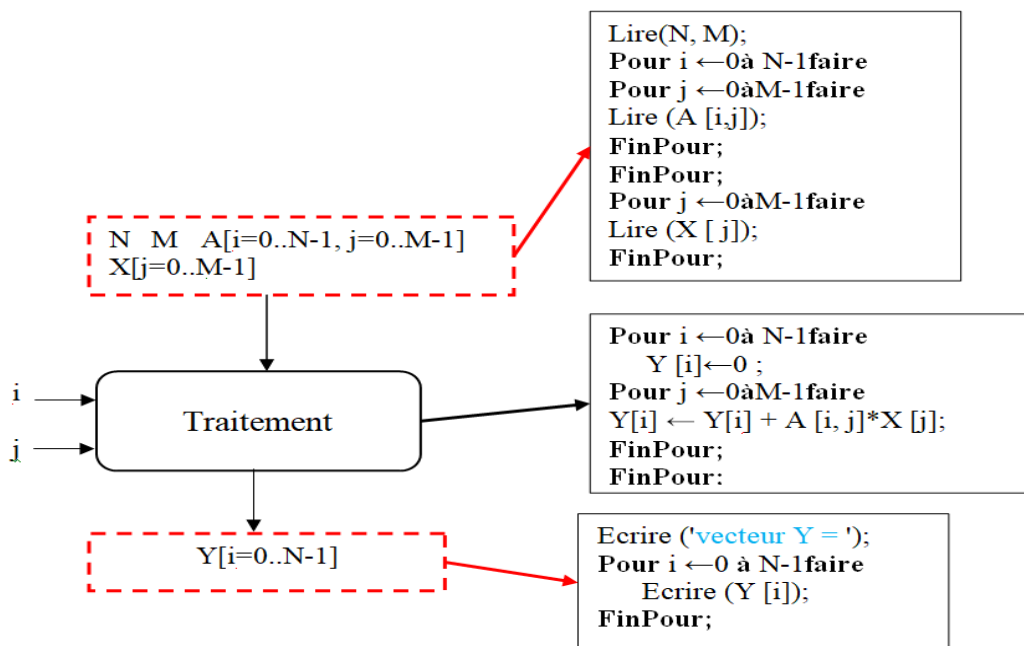 Lire(N, M);
Pour i ←0à N-1faire
Pour j ←0àM-1faire
Lire (A [i,j]);
FinPour;
FinPour;
Pour j ←0àM-1faire
Lire (X [ j]);
FinPour;
N M A[i=0..N-1, j=0..M-1]
X[j=0..M-1]
Pour i ←0à N-1faire
Y [i]←0 ;
Pour j ←0àM-1faire
Y[i] ← Y[i] + A [i, j]*X [j];
FinPour;
FinPour:
i
j
Traitement
Y[i=0..N-1]
Ecrire ('vecteur Y = ');
Pour i ←0 à N-1faire
Ecrire (Y [i]);
FinPour;